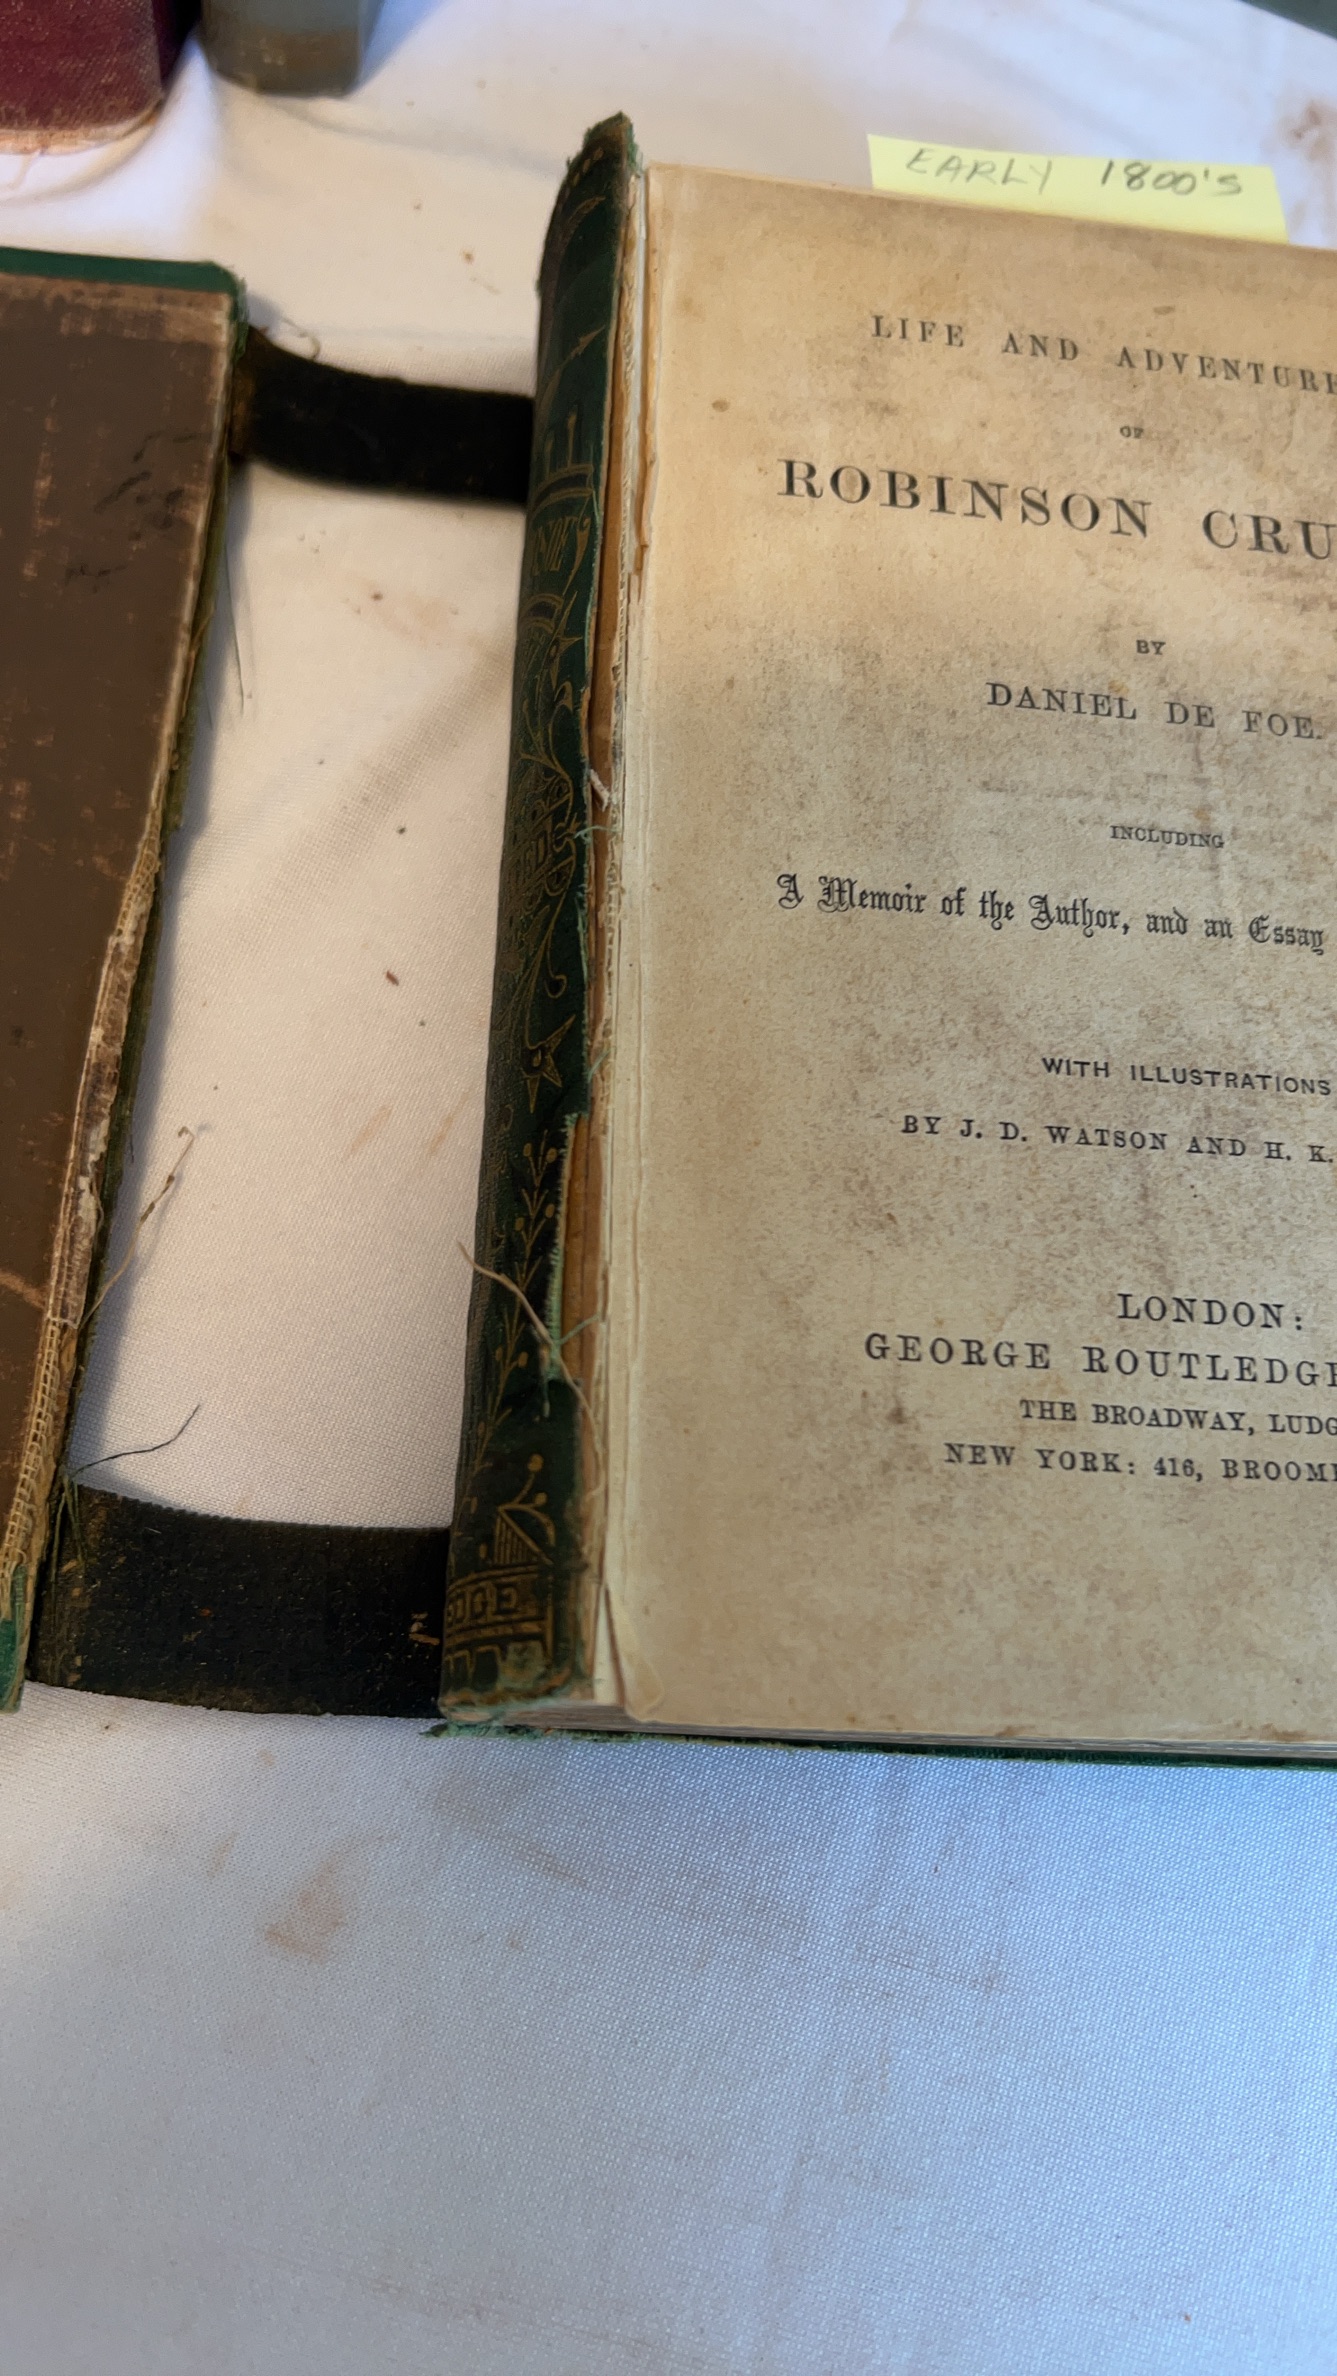 EARLY 1800'S
LIFE AND ADVENTURE
OF
ROBINSON CRU
BY
DANIEL DE FOE.
INCLUDING
A Memoir of the Author, and an Essay
WITH ILLUSTRATIONS
BY J. D. WATSON AND H. K.
LONDON:
GEORGE ROUTLEDGE
THE BROADWAY, LUDG
NEW YORK: 416, BROOME